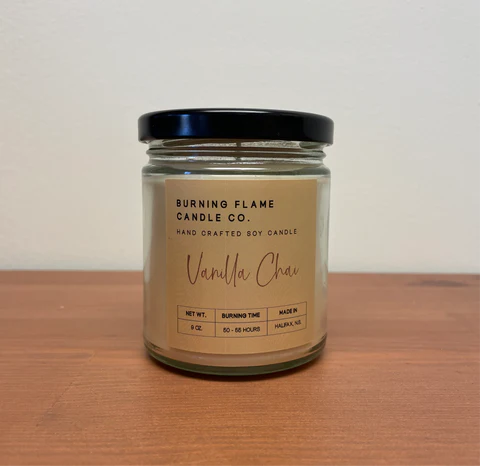 BURNING FLAME
CANDLE CO.
HAND CRAFTED SOY CANDLE
Vanilla Chai
NET WT. BURNING TIME MADE IN
9 OZ. 50 - 55 HOURS HALIFAX, N.S.